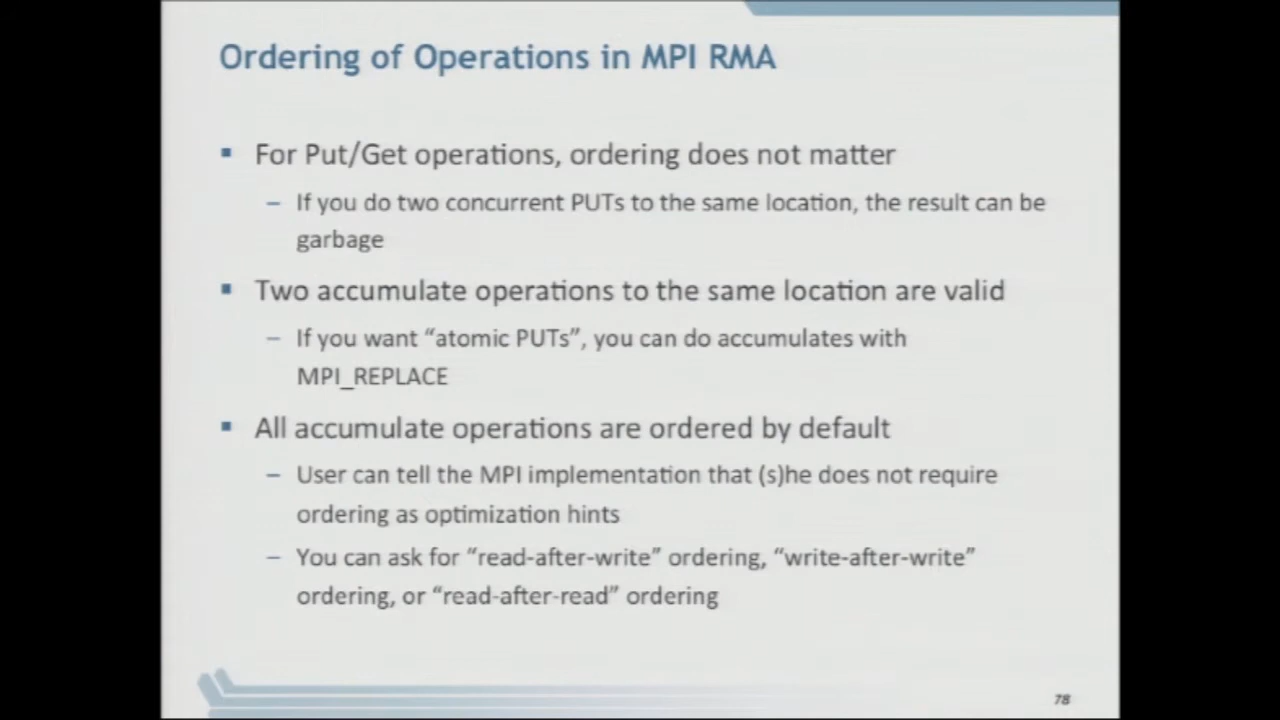 Ordering of Operations in MPI RMA
▪ For Put/Get operations, ordering does not matter
– If you do two concurrent PUTs to the same location, the result can be
garbage
▪ Two accumulate operations to the same location are valid
– If you want “atomic PUTs”, you can do accumulates with
MPI_REPLACE
▪ All accumulate operations are ordered by default
– User can tell the MPI implementation that (s)he does not require
ordering as optimization hints
– You can ask for “read-after-write” ordering, “write-after-write”
ordering, or “read-after-read” ordering
78